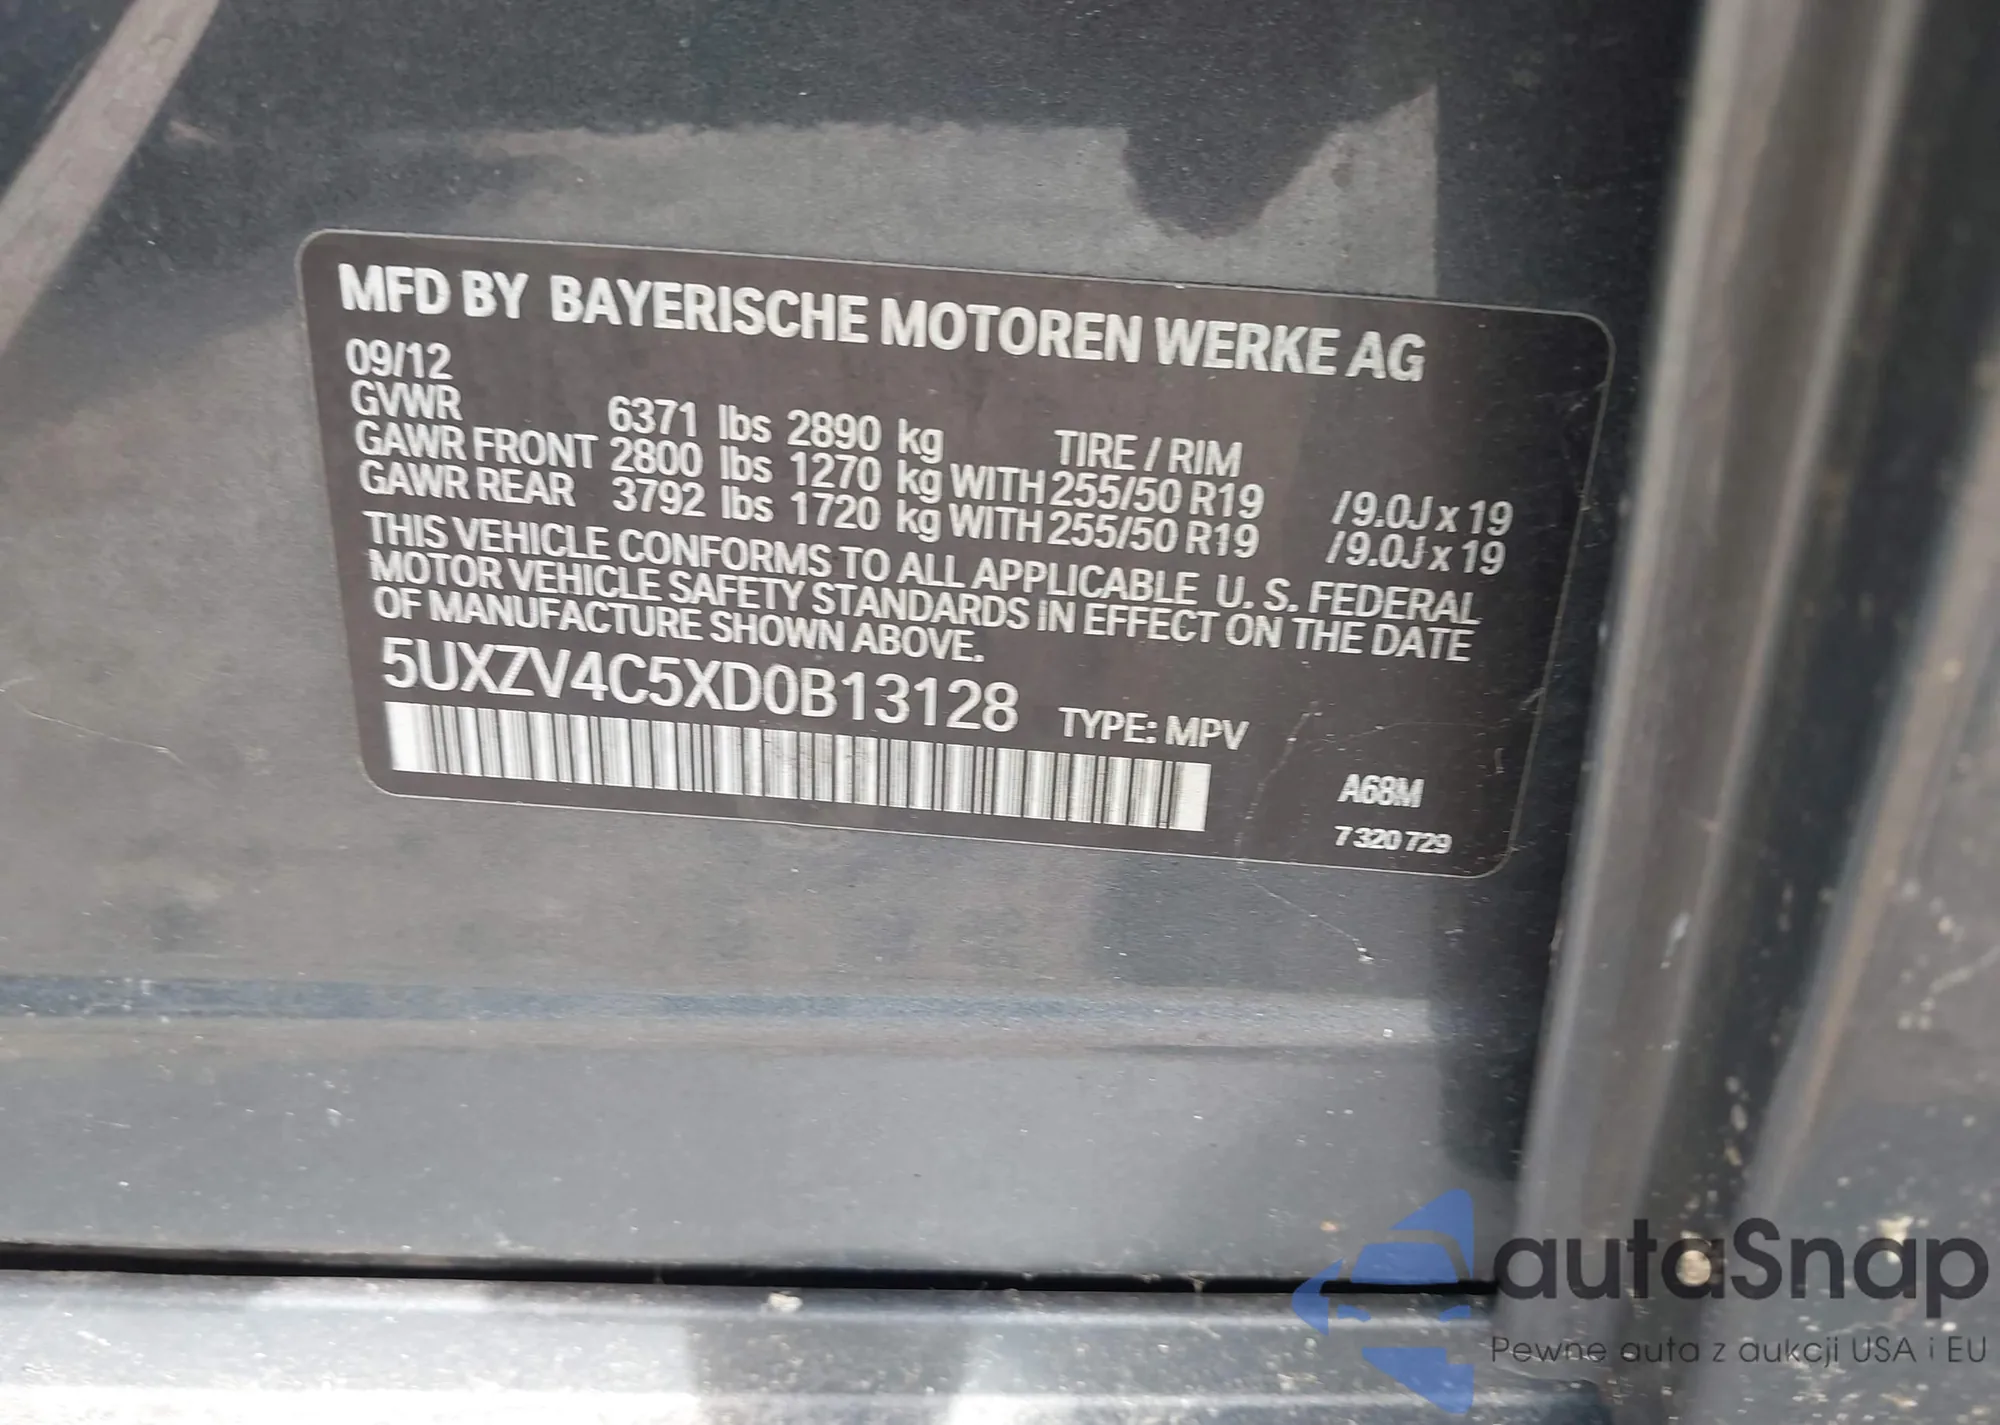 MFD BY BAYERISCHE MOTOREN WERKE AG
09/12
GVWR 6371 lbs 2890 kg TIRE / RIM
GAWR FRONT 2800 lbs 1270 kg WITH 255/50 R19 /9.0J x 19
GAWR REAR 3792 lbs 1720 kg WITH 255/50 R19 /9.0J x 19
THIS VEHICLE CONFORMS TO ALL APPLICABLE U. S. FEDERAL
MOTOR VEHICLE SAFETY STANDARDS IN EFFECT ON THE DATE
OF MANUFACTURE SHOWN ABOVE.
5UXZV4C5XD0B13128 TYPE: MPV
A68M
7 320 729
autaSnap
Pewne auta z aukcji USA i EU